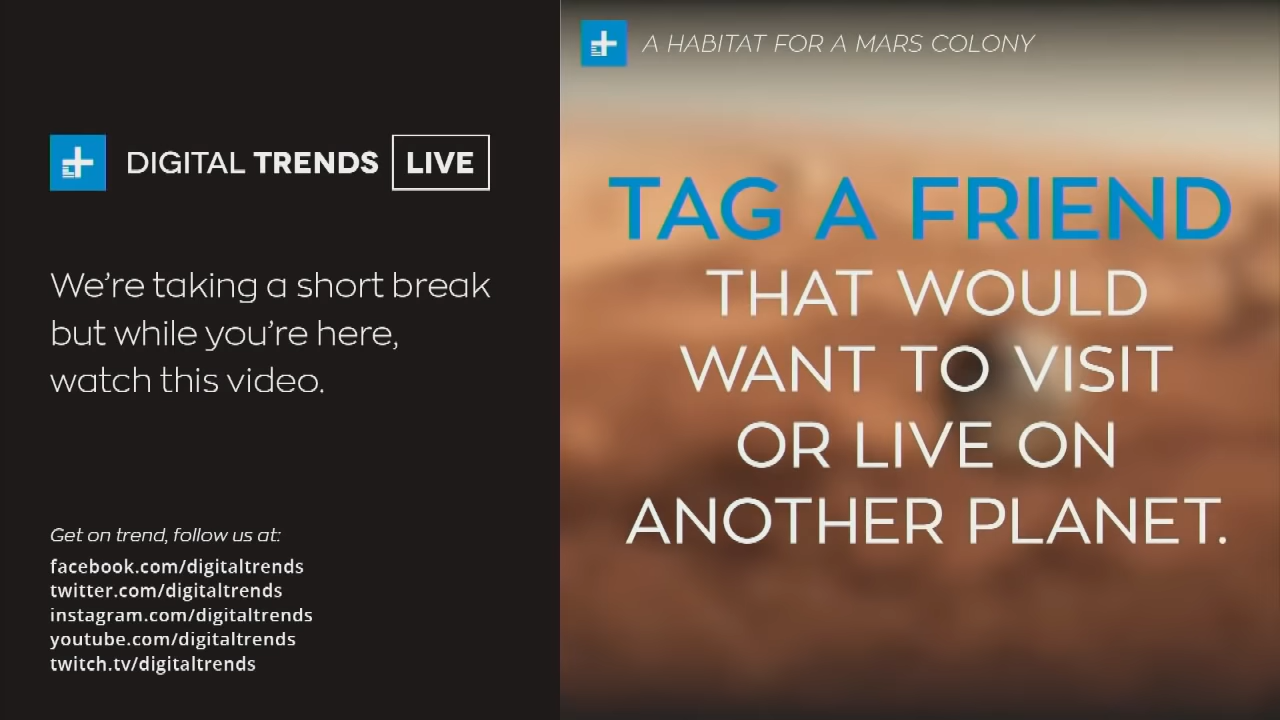 DIGITAL TRENDS LIVE
We're taking a short break
but while you're here,
watch this video.
Get on trend, follow us at:
facebook.com/digitaltrends
twitter.com/digitaltrends
instagram.com/digitaltrends
youtube.com/digitaltrends
twitch.tv/digitaltrends
A HABITAT FOR A MARS COLONY
TAG A FRIEND
THAT WOULD
WANT TO VISIT
OR LIVE ON
ANOTHER PLANET.